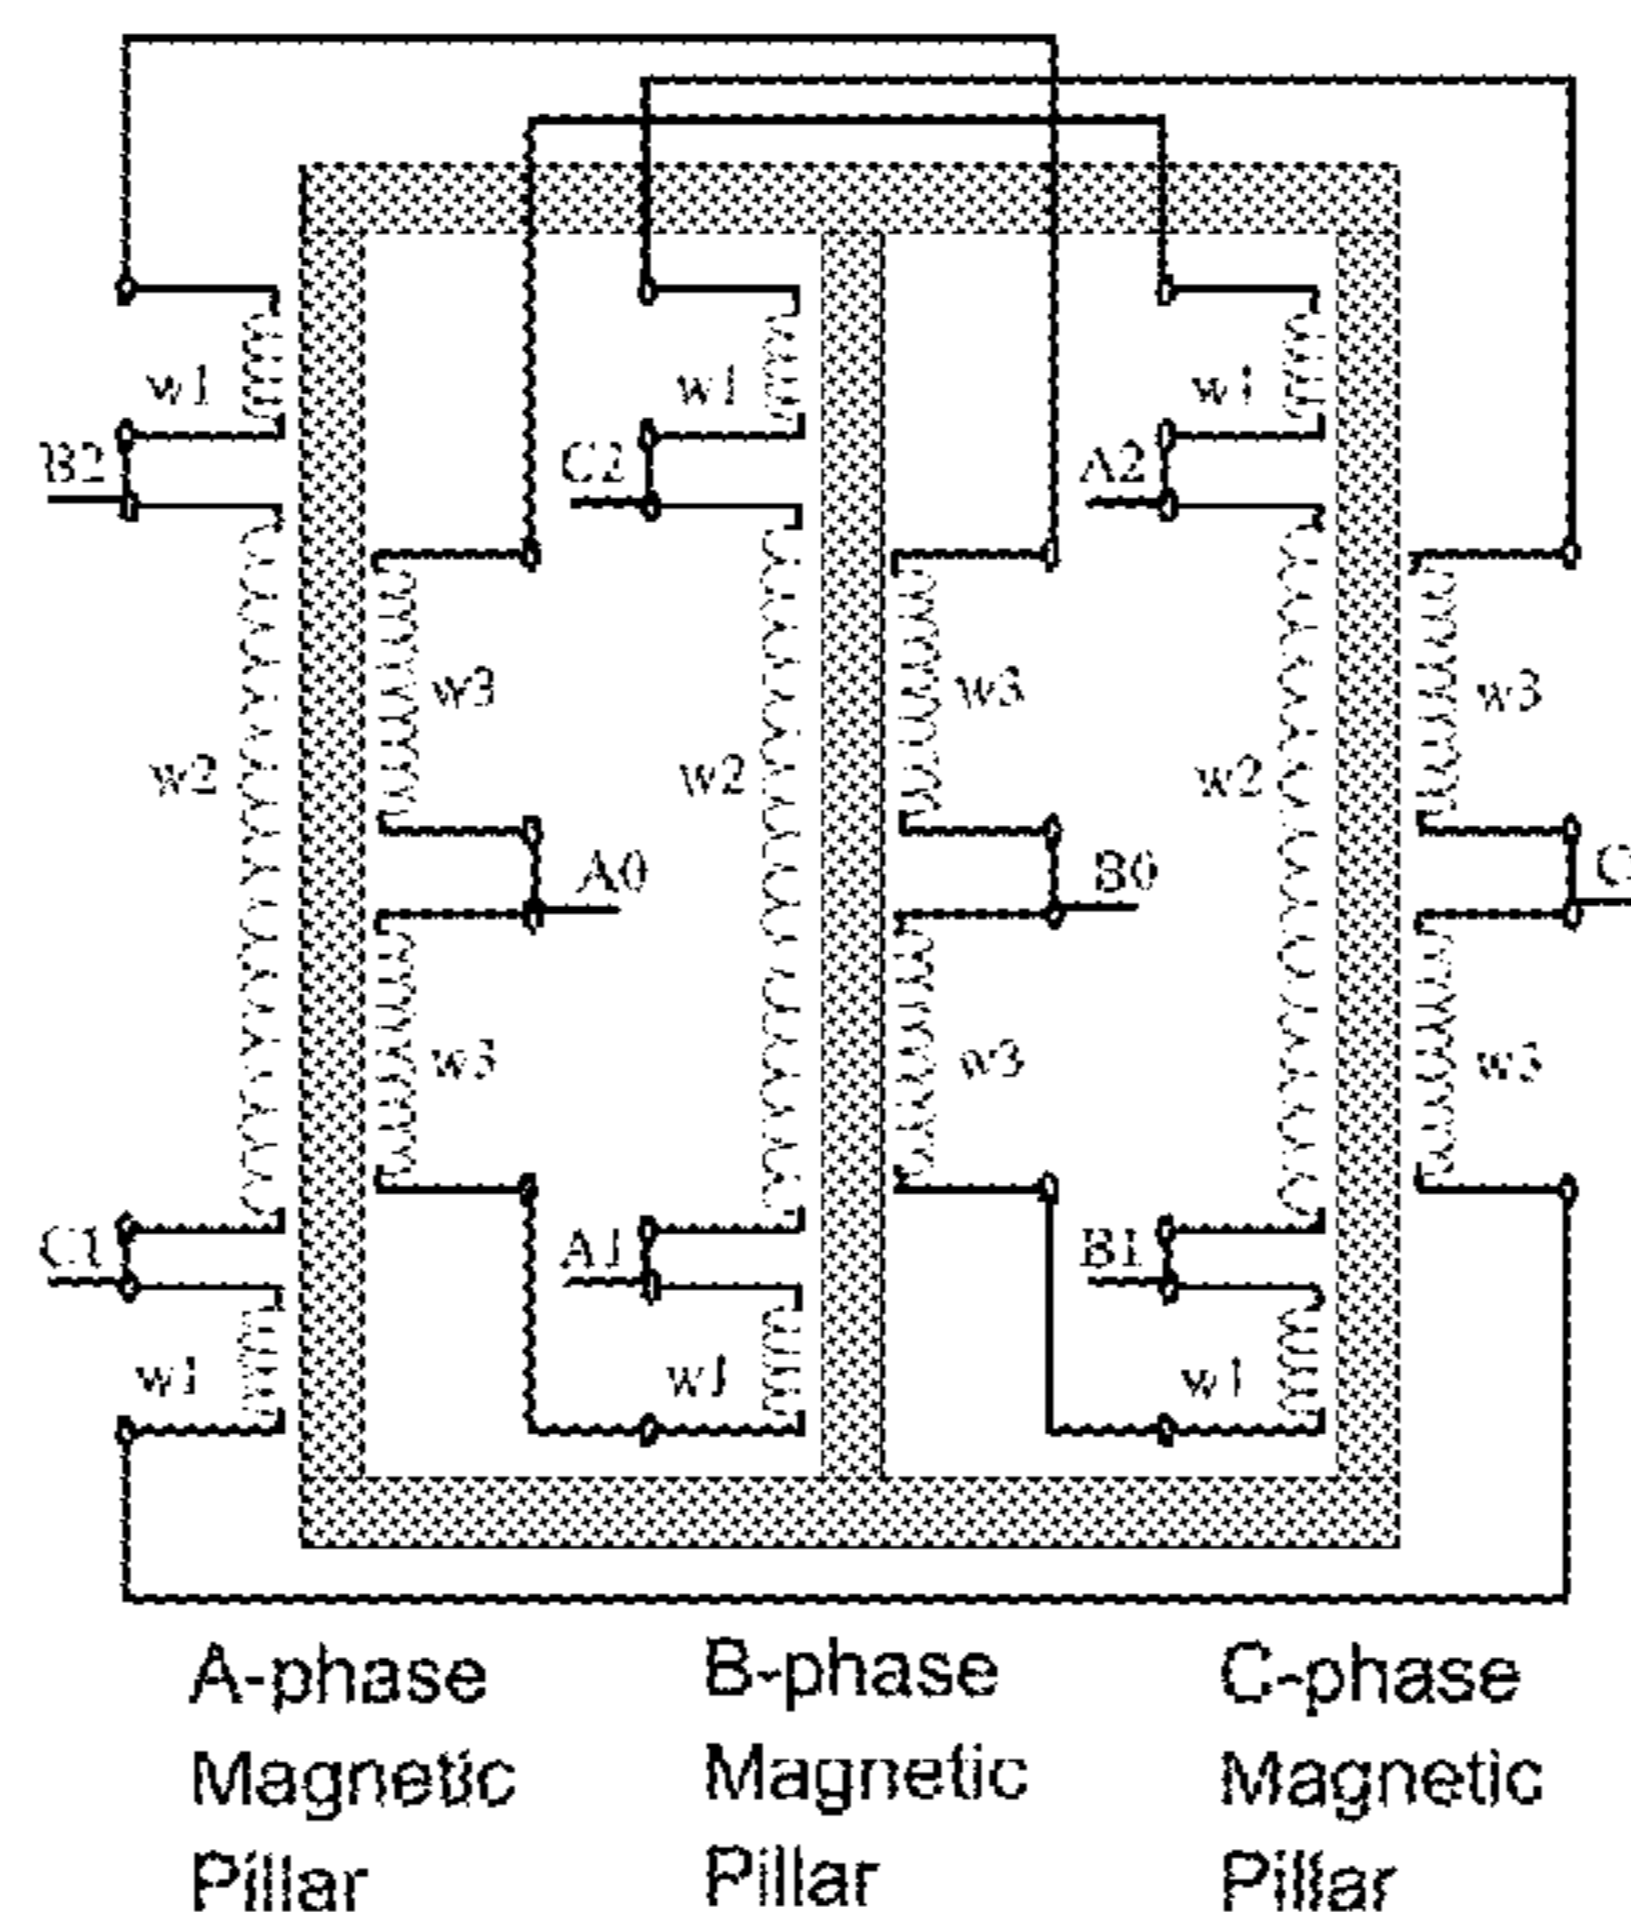 w1 w1 w1
B2 C2 A2
w3 w3 w3
w2 w2 w2
A0 B0 C
w3 w3 w3
C1 A1 B1
w1 w1 w1
A-phase Magnetic Pillar
B-phase Magnetic Pillar
C-phase Magnetic Pillar